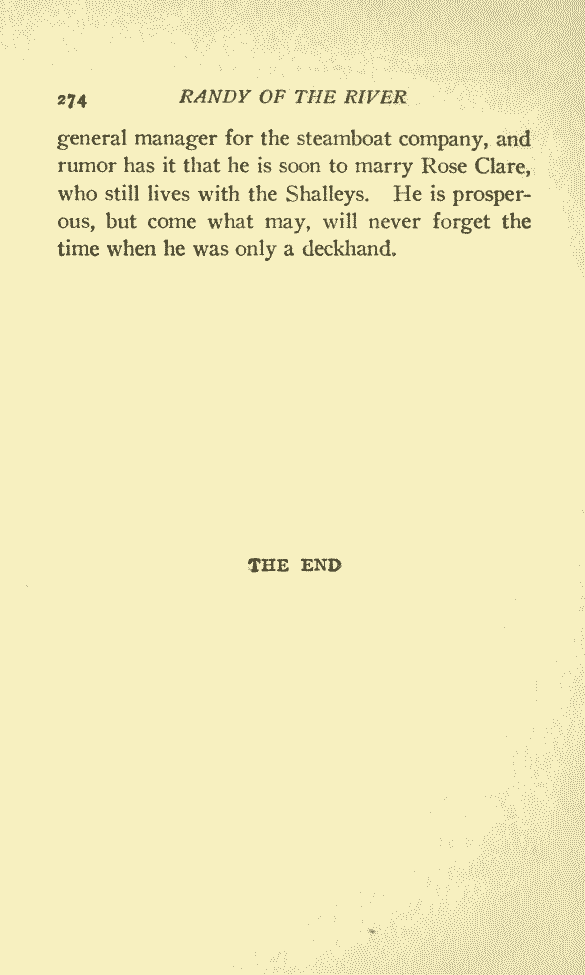 274 RANDY OF THE RIVER
general manager for the steamboat company, and
rumor has it that he is soon to marry Rose Clare,
who still lives with the Shalleys. He is prosper-
ous, but come what may, will never forget the
time when he was only a deckhand.
THE END